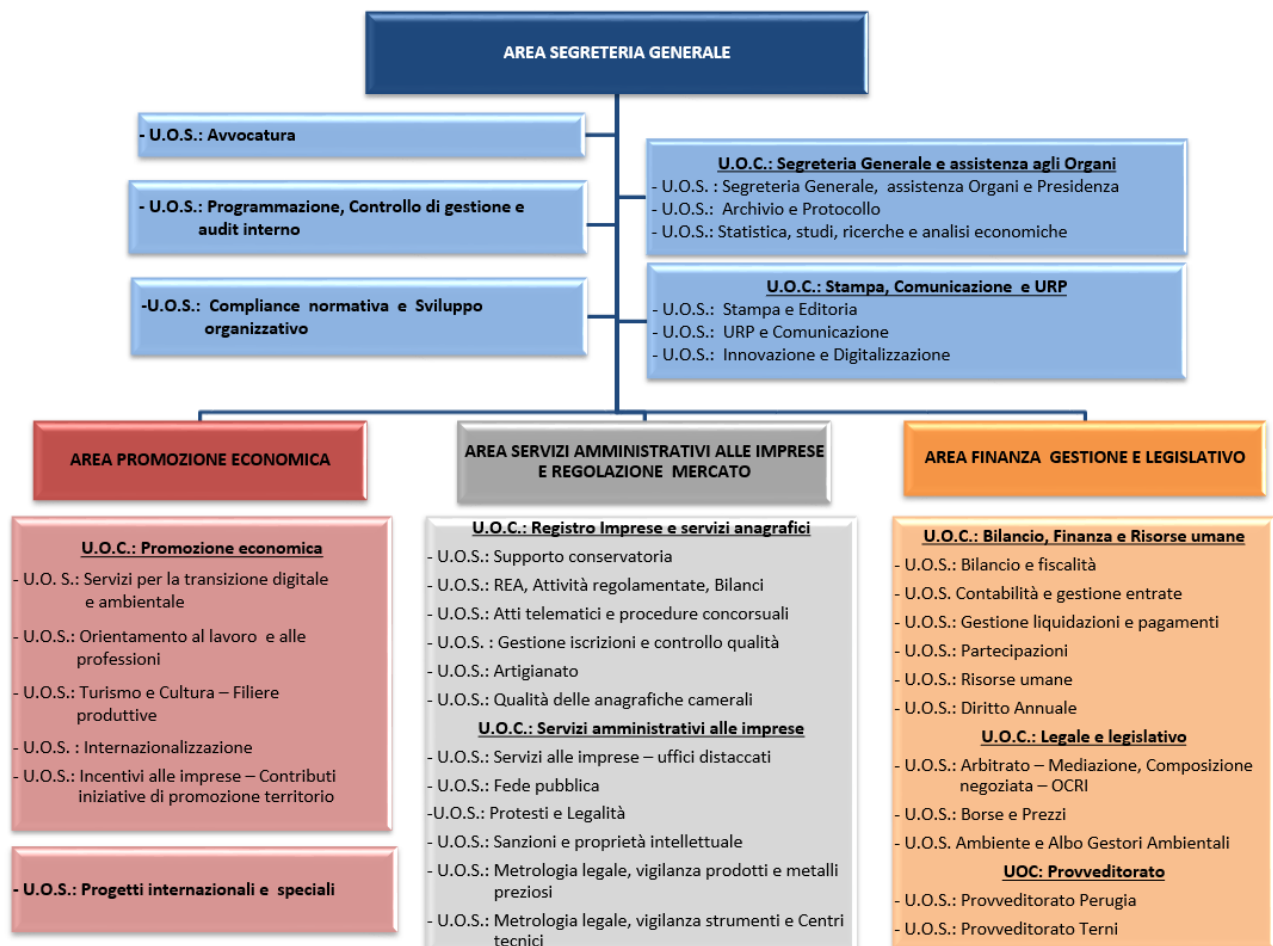 AREA SEGRETERIA GENERALE
- U.O.S.: Avvocatura
- U.O.S.: Programmazione, Controllo di gestione e
audit interno
-U.O.S.: Compliance normativa e Sviluppo
organizzativo
U.O.C.: Segreteria Generale e assistenza agli Organi
- U.O.S. : Segreteria Generale, assistenza Organi e Presidenza
- U.O.S.: Archivio e Protocollo
- U.O.S.: Statistica, studi, ricerche e analisi economiche
U.O.C.: Stampa, Comunicazione e URP
- U.O.S.: Stampa e Editoria
- U.O.S.: URP e Comunicazione
- U.O.S.: Innovazione e Digitalizzazione
AREA PROMOZIONE ECONOMICA
U.O.C.: Promozione economica
- U.O. S.: Servizi per la transizione digitale
e ambientale
- U.O.S.: Orientamento al lavoro e alle
professioni
- U.O.S.: Turismo e Cultura – Filiere
produttive
- U.O.S. : Internazionalizzazione
- U.O.S.: Incentivi alle imprese – Contributi
iniziative di promozione territorio
- U.O.S.: Progetti internazionali e speciali
AREA SERVIZI AMMINISTRATIVI ALLE IMPRESE
E REGOLAZIONE MERCATO
U.O.C.: Registro Imprese e servizi anagrafici
- U.O.S.: Supporto conservatoria
- U.O.S.: REA, Attività regolamentate, Bilanci
- U.O.S.: Atti telematici e procedure concorsuali
- U.O.S. : Gestione iscrizioni e controllo qualità
- U.O.S.: Artigianato
- U.O.S.: Qualità delle anagrafiche camerali
U.O.C.: Servizi amministrativi alle imprese
- U.O.S.: Servizi alle imprese – uffici distaccati
- U.O.S.: Fede pubblica
-U.O.S.: Protesti e Legalità
- U.O.S.: Sanzioni e proprietà intellettuale
- U.O.S.: Metrologia legale, vigilanza prodotti e metalli
preziosi
- U.O.S.: Metrologia legale, vigilanza strumenti e Centri
tecnici
AREA FINANZA GESTIONE E LEGISLATIVO
U.O.C.: Bilancio, Finanza e Risorse umane
- U.O.S.: Bilancio e fiscalità
- U.O.S. Contabilità e gestione entrate
- U.O.S.: Gestione liquidazioni e pagamenti
- U.O.S.: Partecipazioni
- U.O.S.: Risorse umane
- U.O.S.: Diritto Annuale
U.O.C.: Legale e legislativo
- U.O.S.: Arbitrato – Mediazione, Composizione
negoziata – OCRI
- U.O.S.: Borse e Prezzi
- U.O.S. Ambiente e Albo Gestori Ambientali
UOC: Provveditorato
- U.O.S.: Provveditorato Perugia
- U.O.S.: Provveditorato Terni